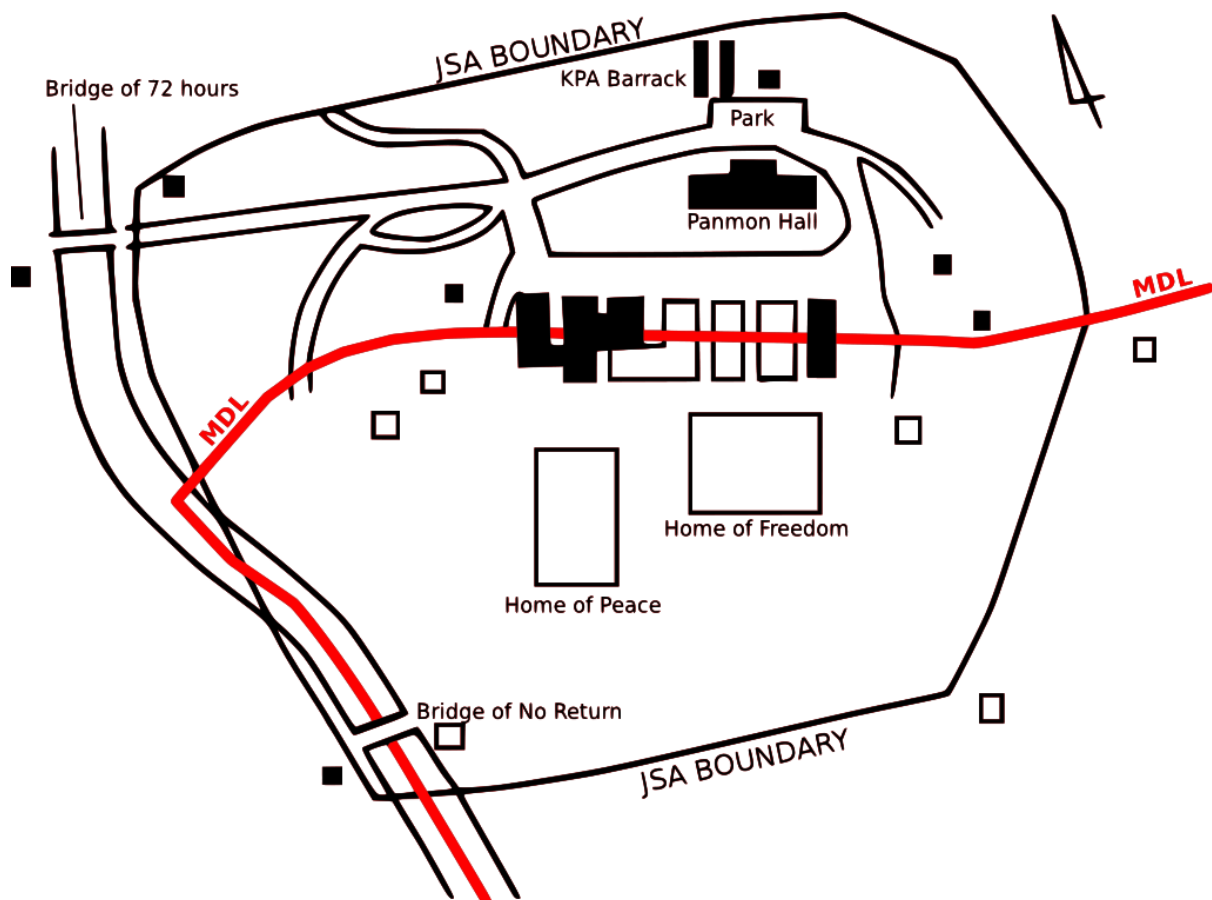 JSA BOUNDARY
Bridge of 72 hours
KPA Barrack
Park
Panmon Hall
MDL
MDL
Home of Freedom
Home of Peace
Bridge of No Return
JSA BOUNDARY